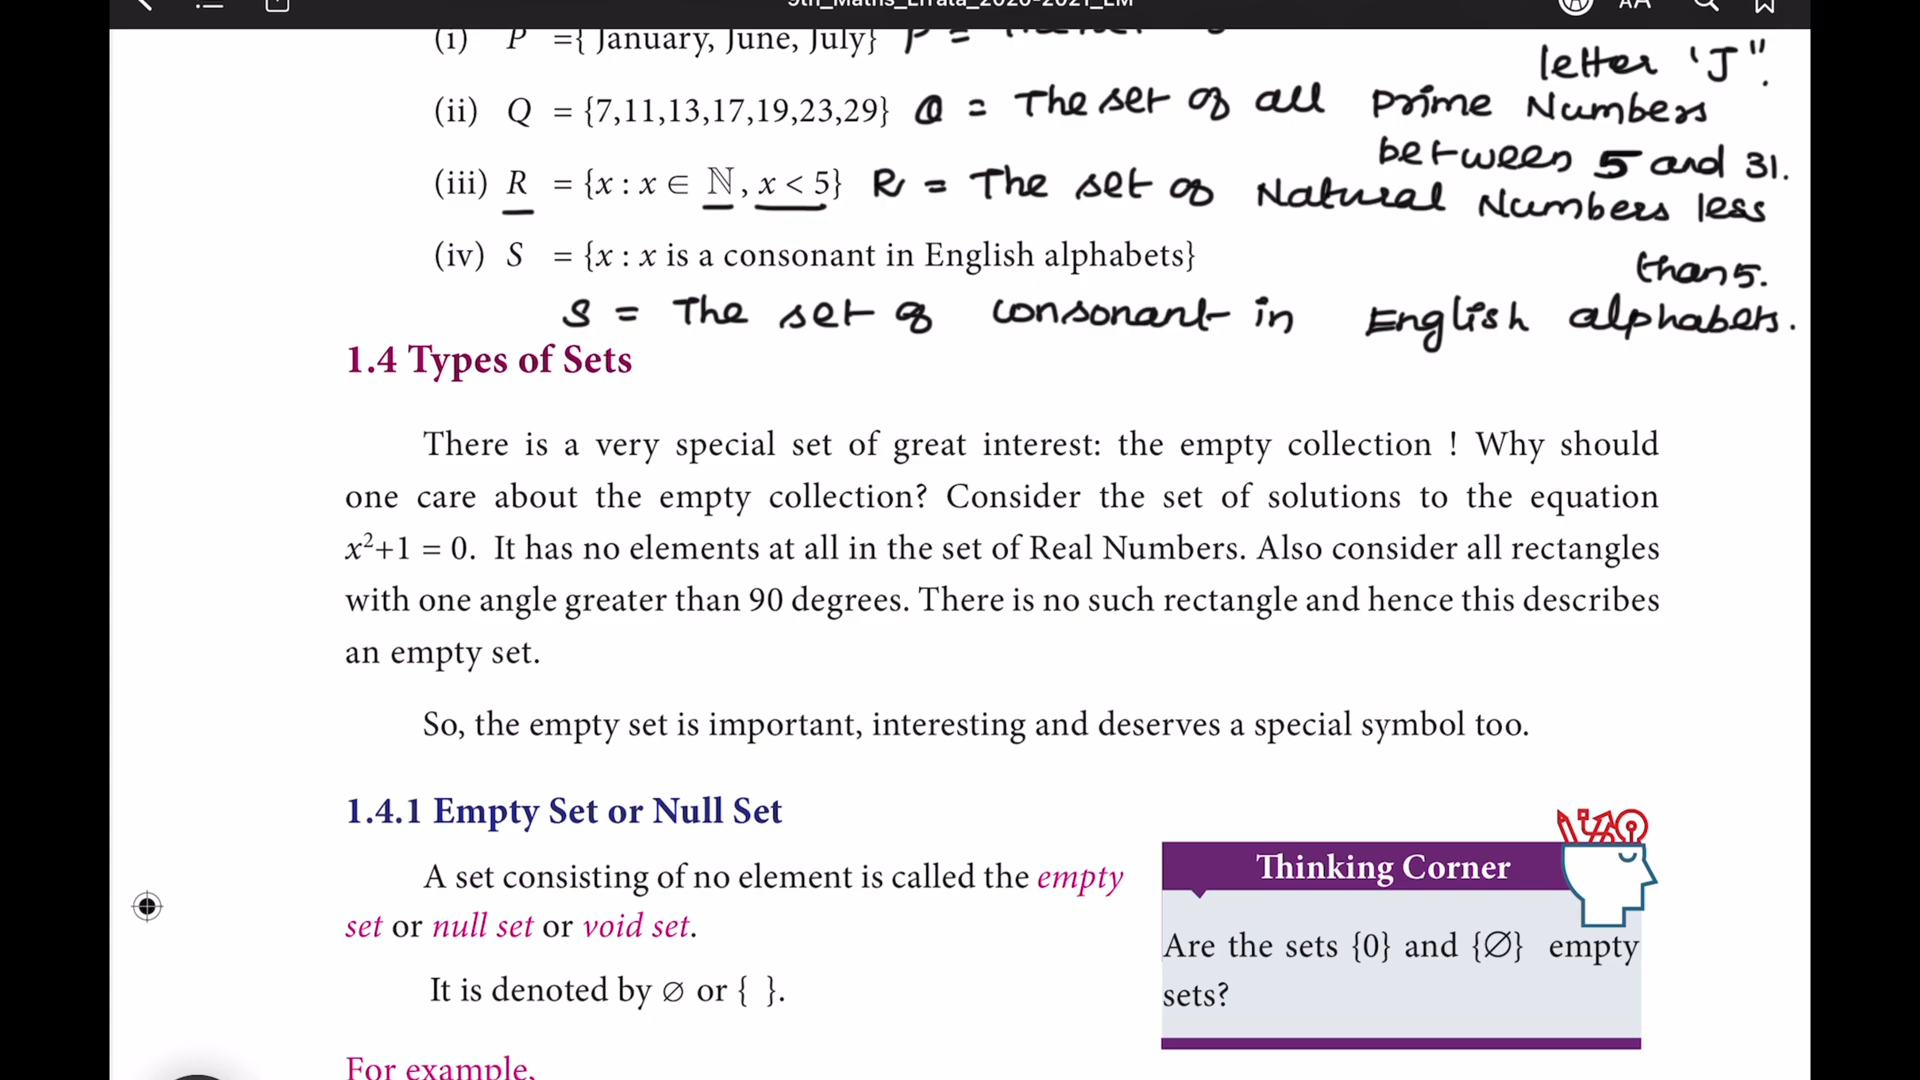 9th_Maths_Errata_2020-2021_EM
(i) P ={ January, June, July} P =
letter 'J".
(ii) Q = {7,11,13,17,19,23,29} Q = The set of all Prime Numbers
between 5 and 31.
(iii) R = {x : x ∈ ℕ, x < 5} R = The set of Natural Numbers less
than 5.
(iv) S = {x : x is a consonant in English alphabets}
S = The set of consonant in English alphabets.
1.4 Types of Sets
There is a very special set of great interest: the empty collection ! Why should
one care about the empty collection? Consider the set of solutions to the equation
x²+1 = 0. It has no elements at all in the set of Real Numbers. Also consider all rectangles
with one angle greater than 90 degrees. There is no such rectangle and hence this describes
an empty set.
So, the empty set is important, interesting and deserves a special symbol too.
1.4.1 Empty Set or Null Set
A set consisting of no element is called the empty
set or null set or void set.
It is denoted by ∅ or { }.
For example,
Thinking Corner
Are the sets {0} and {∅} empty
sets?